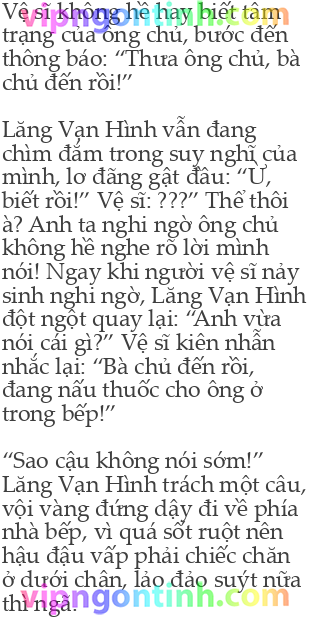 Vệ sĩ không hề hay biết tâm
vipngontinh.com
trạng của ông chủ, bước đến
thông báo: “Thưa ông chủ, bà
chủ đến rồi!”
Lăng Vạn Hình vẫn đang
chìm đắm trong suy nghĩ của
mình, lơ đãng gật đầu: “Ừ,
biết rồi!” Vệ sĩ: ???” Thế thôi
à? Anh ta nghi ngờ ông chủ
không hề nghe rõ lời mình
nói! Ngay khi người vệ sĩ nảy
sinh nghi ngờ, Lăng Vạn Hình
đột ngột quay lại: “Anh vừa
nói cái gì?” Vệ sĩ kiên nhẫn
nhắc lại: “Bà chủ đến rồi,
đang nấu thuốc cho ông ở
trong bếp!”
“Sao cậu không nói sớm!”
Lăng Vạn Hình trách một câu,
vội vàng đứng dậy đi về phía
nhà bếp, vì quá sốt ruột nên
hậu đậu vấp phải chiếc chăn
ở dưới chân, lảo đảo suýt nữa
thì ngã.
vipngontinh.com